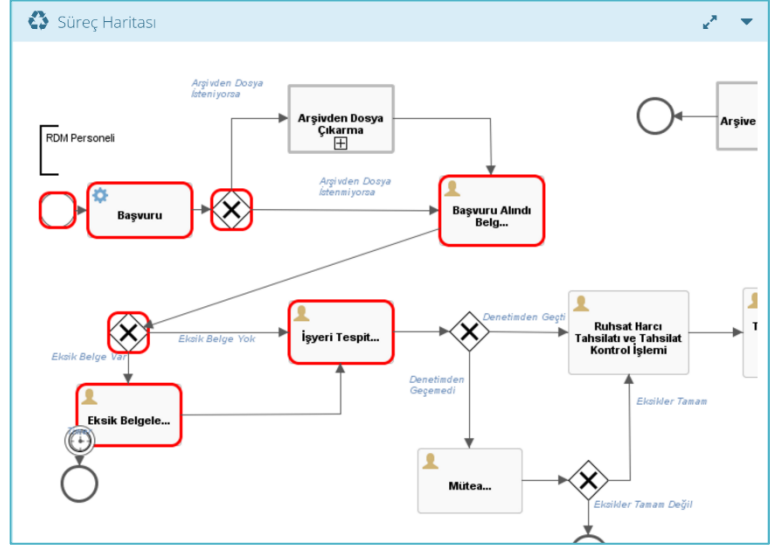 Süreç Haritası
Arşivden Dosya
İsteniyorsa
Arşivden Dosya
Çıkarma
Arşive
RDM Personeli
Arşivden Dosya
İstenmiyorsa
Başvuru
Başvuru Alındı
Belg...
Denetimden Geçti
Ruhsat Harcı
Tahsilatı ve Tahsilat
Kontrol İşlemi
T
Eksik Belge Yok
İşyeri Tespit...
Eksik Belge Var
Denetimden
Geçemedi
Eksikler Tamam
Eksik Belgele...
Mütea...
Eksikler Tamam Değil